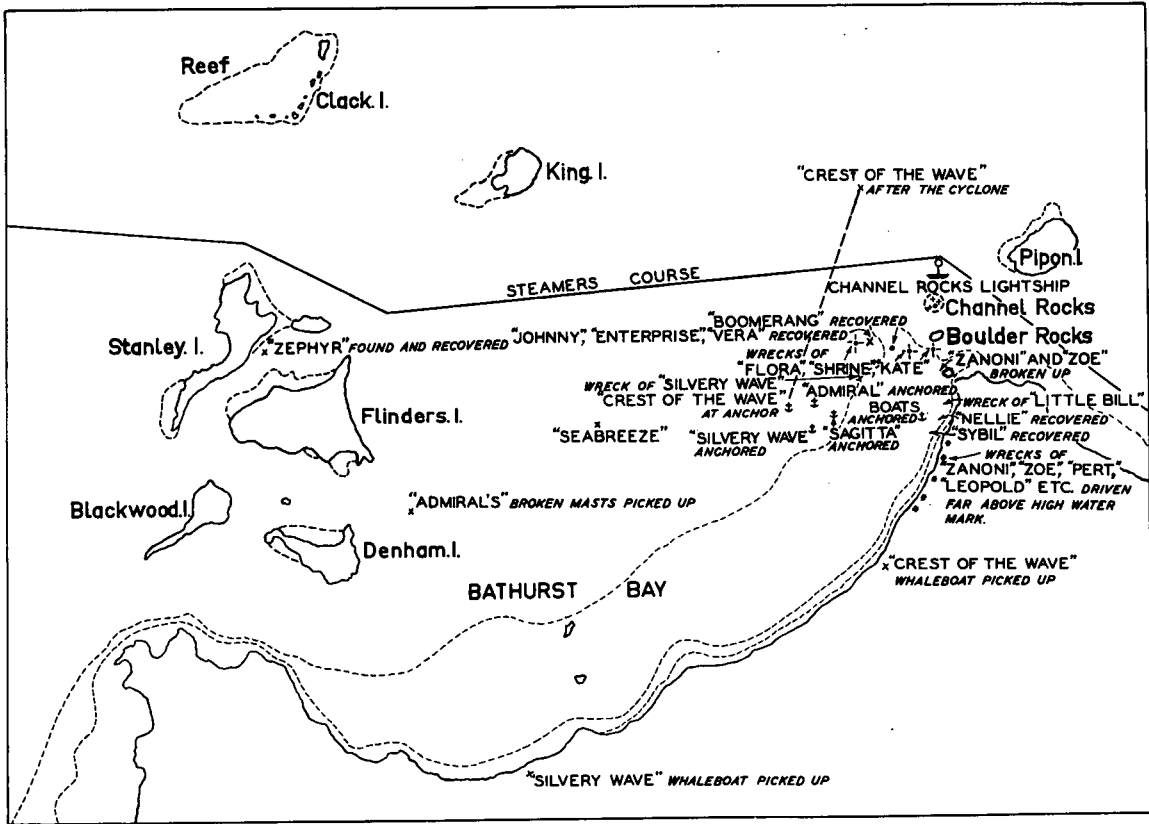 Reef
Clack. I.
King. I.
"CREST OF THE WAVE"
AFTER THE CYCLONE
Pipon. I.
STEAMERS COURSE
CHANNEL ROCKS LIGHTSHIP
Channel Rocks
"BOOMERANG" RECOVERED
Stanley. I.
"ZEPHYR" FOUND AND RECOVERED
"JOHNNY," "ENTERPRISE," "VERA" RECOVERED
Boulder Rocks
WRECKS OF
"FLORA," "SHRINE," "KATE"
"ZANONI" AND "ZOE"
BROKEN UP
WRECK OF "SILVERY WAVE"
"ADMIRAL" ANCHORED
"CREST OF THE WAVE"
AT ANCHOR
WRECK OF "LITTLE BILL"
BOATS
ANCHORED
"NELLIE" RECOVERED
Flinders. I.
"SEABREEZE"
"SILVERY WAVE"
ANCHORED
"SAGITTA"
ANCHORED
"SYBIL" RECOVERED
WRECKS OF
"ZANONI," "ZOE," "PERT,"
"LEOPOLD" ETC. DRIVEN
FAR ABOVE HIGH WATER
MARK.
Blackwood. I.
"ADMIRAL'S" BROKEN MASTS PICKED UP
Denham. I.
"CREST OF THE WAVE"
WHALEBOAT PICKED UP
BATHURST BAY
"SILVERY WAVE" WHALEBOAT PICKED UP